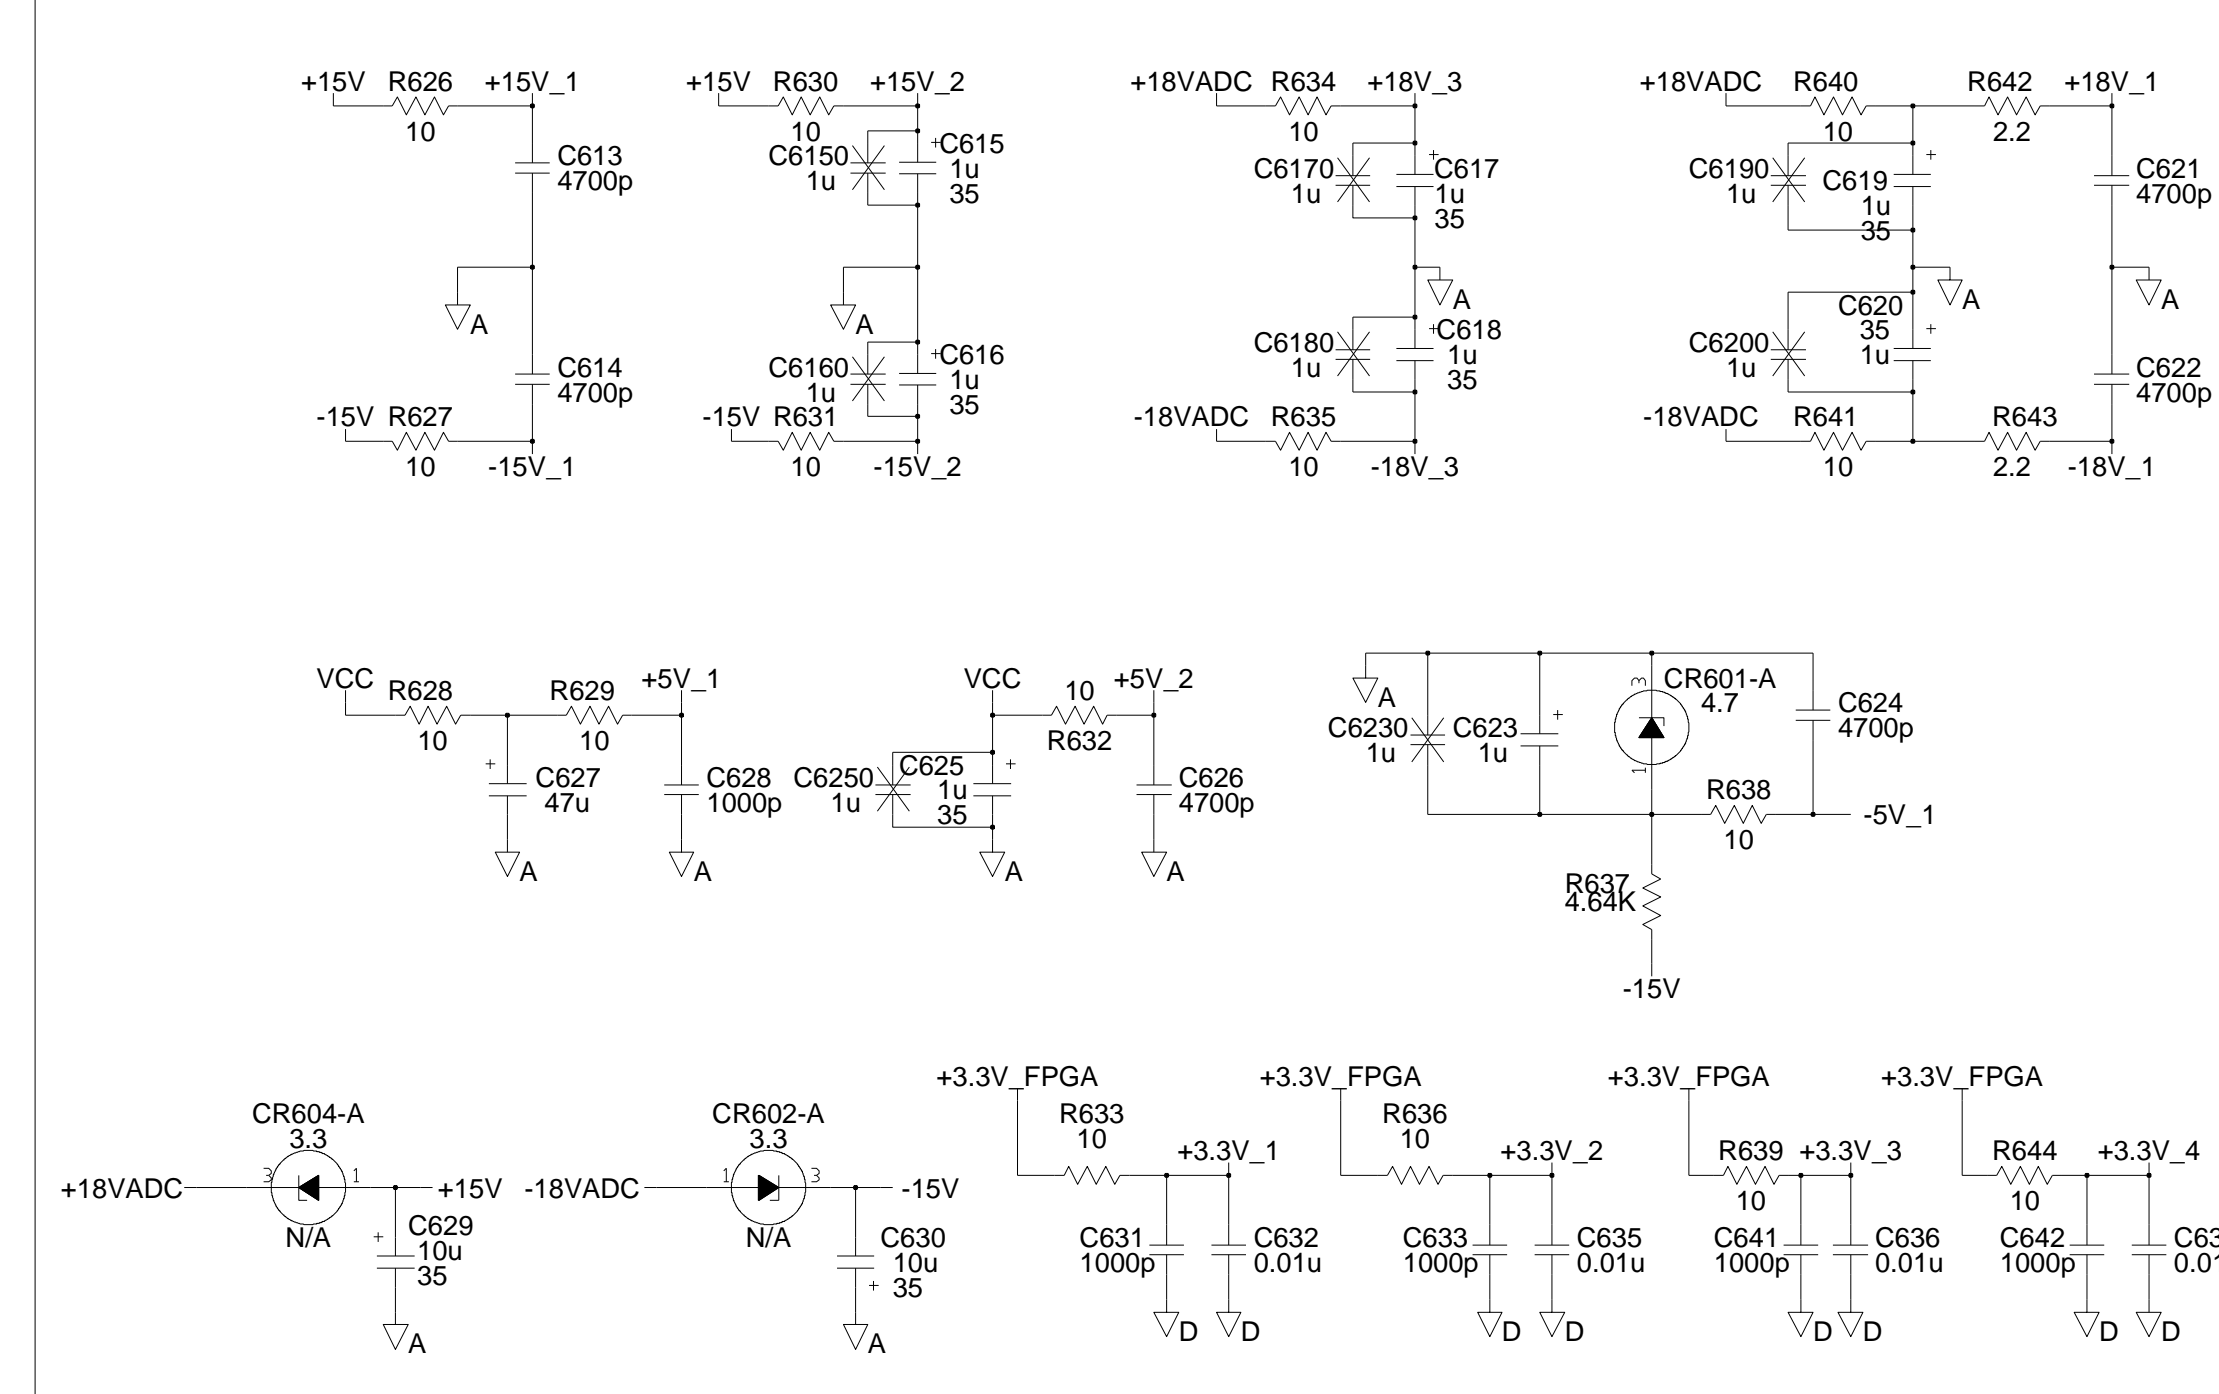 +15V R626 +15V_1
10
C613
4700p
A
C614
4700p
-15V R627
10 -15V_1
+15V R630 +15V_2
10
C6150
1u
+
C615
1u
35
A
C6160
1u
+
C616
1u
35
-15V R631
10 -15V_2
+18VADC R634 +18V_3
10
C6170
1u
+
C617
1u
35
A
C6180
1u
+
C618
1u
35
-18VADC R635
10 -18V_3
+18VADC R640 R642 +18V_1
10 2.2
C6190
1u
C619
1u
35
+
C621
4700p
A A
C6200
1u
C620
35
1u
+
C622
4700p
-18VADC R641 R643
10 2.2 -18V_1
VCC R628 R629 +5V_1
10 10
+
C627
47u
C628
1000p
A A
VCC 10 +5V_2
R632
C6250
1u
C625
1u
35
+
C626
4700p
A A
A
C6230
1u
C623
1u
+
3
CR601-A
4.7
1
C624
4700p
R638
10
-5V_1
R637
4.64K
-15V
CR604-A
3.3
+18VADC 3 1 +15V
N/A
+
C629
10u
35
A
CR602-A
3.3
-18VADC 1 3 -15V
N/A
C630
10u
+ 35
A
+3.3V_FPGA
R633
10
+3.3V_1
C631
1000p
C632
0.01u
D D
+3.3V_FPGA
R636
10
+3.3V_2
C633
1000p
C635
0.01u
D D
+3.3V_FPGA
R639 +3.3V_3
10
C641
1000p
C636
0.01u
D D
+3.3V_FPGA
R644 +3.3V_4
10
C642
1000p
D D